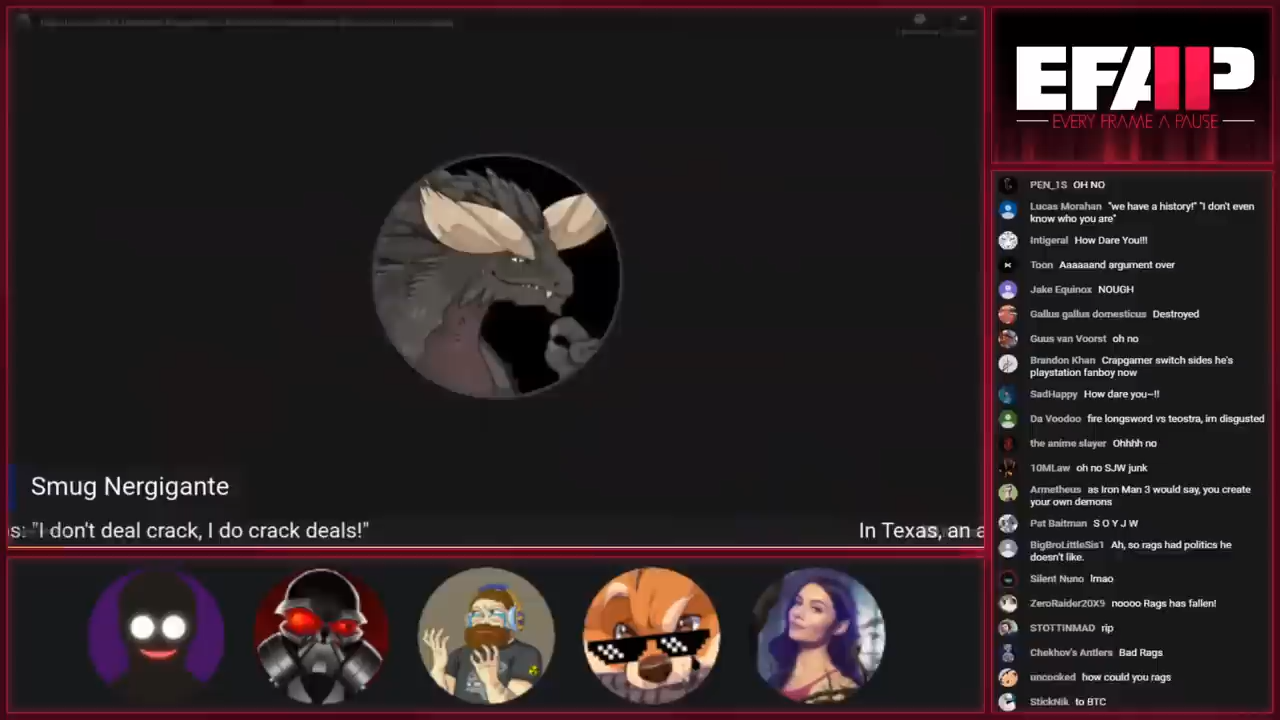 Smug Nergigante
s: "I don't deal crack, I do crack deals!"
In Texas, an a
EFAP
EVERY FRAME A PAUSE
PEN_1S OH NO
Lucas Morahan "we have a history!" "I don't even
know who you are"
Intigeral How Dare You!!!
Toon Aaaaaand argument over
Jake Equinox NOUGH
Gallus gallus domesticus Destroyed
Guus van Voorst oh no
Brandon Khan Crapgamer switch sides he's
playstation fanboy now
SadHappy How dare you~!!
Da Voodoo fire longsword vs teostra, im disgusted
the anime slayer Ohhhh no
10MLaw oh no SJW junk
Armetheus as Iron Man 3 would say, you create
your own demons
Pat Baitman S O Y J W
BigBroLittleSis1 Ah, so rags had politics he
doesn't like.
Silent Nuno lmao
ZeroRaider20X9 noooo Rags has fallen!
STOTTINMAD rip
Chekhov's Antlers Bad Rags
uncooked how could you rags
StickNik to BTC